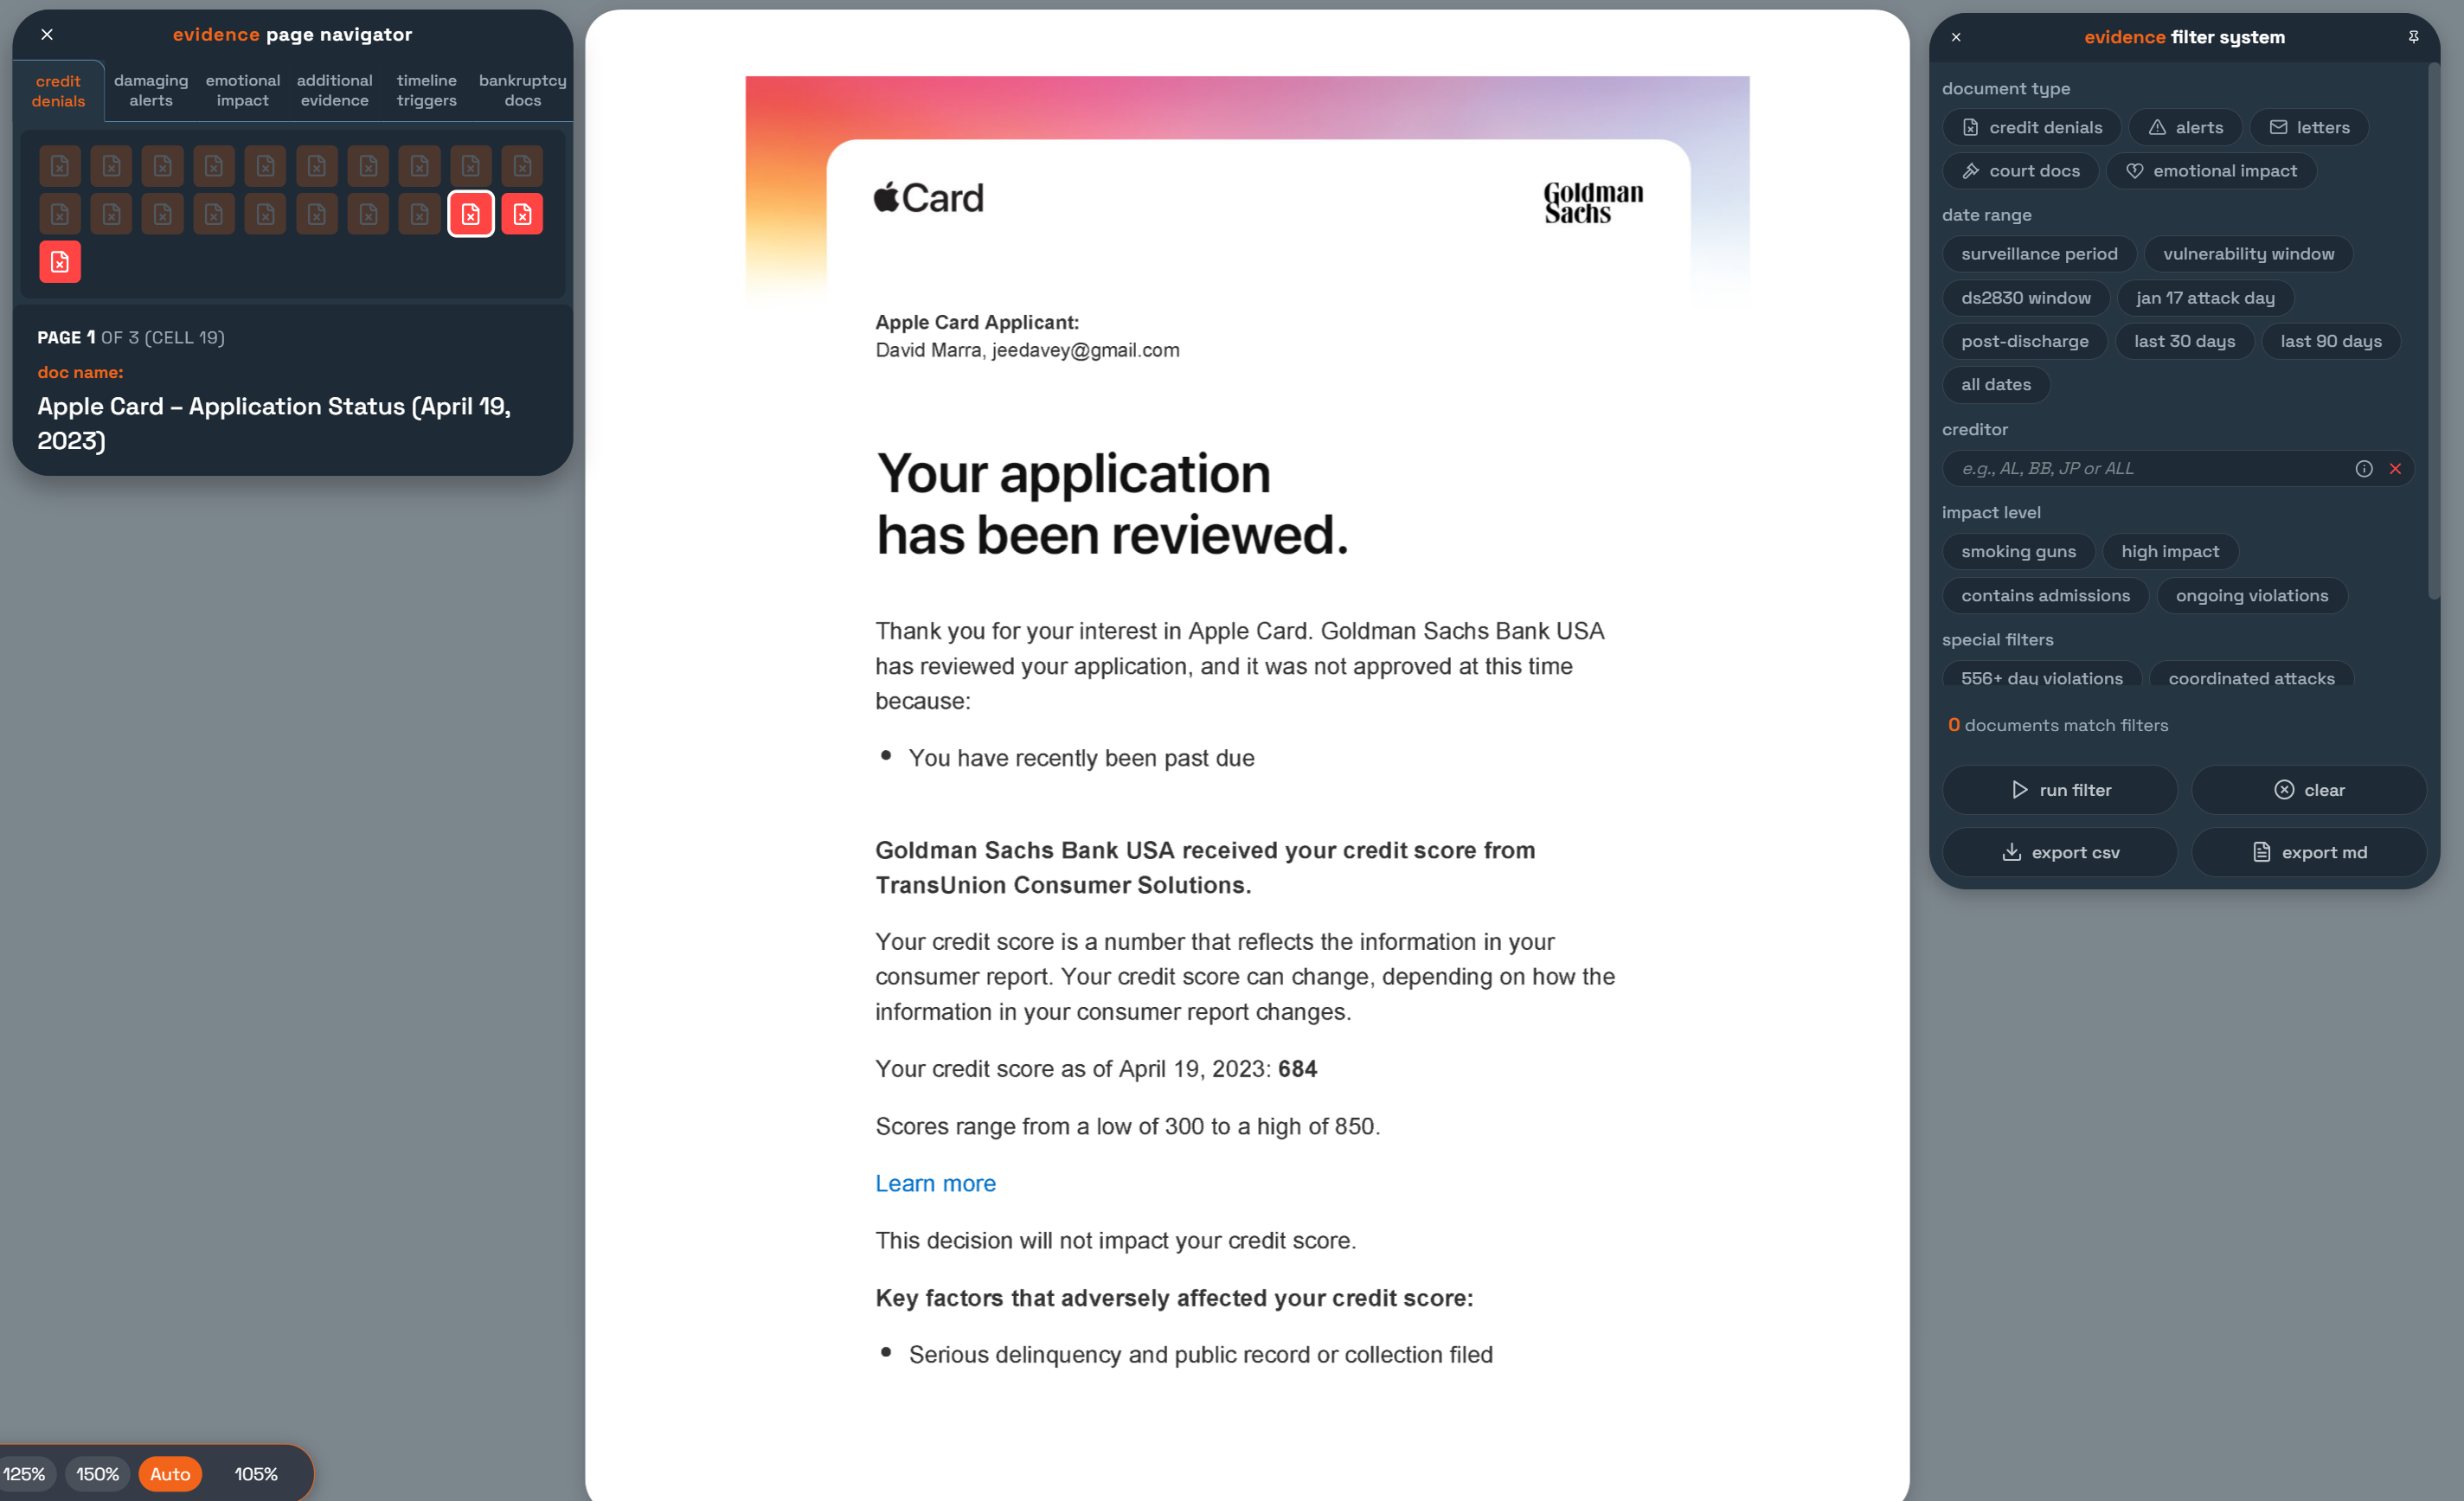 evidence page navigator
credit denials
damaging alerts
emotional impact
additional evidence
timeline triggers
bankruptcy docs
PAGE 1 OF 3 (CELL 19)
doc name:
Apple Card – Application Status (April 19,
2023)
125%
150%
Auto
105%
Card
Goldman
Sachs
Apple Card Applicant:
David Marra, jeedavey@gmail.com
Your application
has been reviewed.
Thank you for your interest in Apple Card. Goldman Sachs Bank USA
has reviewed your application, and it was not approved at this time
because:
• You have recently been past due
Goldman Sachs Bank USA received your credit score from
TransUnion Consumer Solutions.
Your credit score is a number that reflects the information in your
consumer report. Your credit score can change, depending on how the
information in your consumer report changes.
Your credit score as of April 19, 2023: 684
Scores range from a low of 300 to a high of 850.
Learn more
This decision will not impact your credit score.
Key factors that adversely affected your credit score:
• Serious delinquency and public record or collection filed
evidence filter system
document type
credit denials
alerts
letters
court docs
emotional impact
date range
surveillance period
vulnerability window
ds2830 window
jan 17 attack day
post-discharge
last 30 days
last 90 days
all dates
creditor
e.g., AL, BB, JP or ALL
impact level
smoking guns
high impact
contains admissions
ongoing violations
special filters
556+ day violations
coordinated attacks
0 documents match filters
run filter
clear
export csv
export md